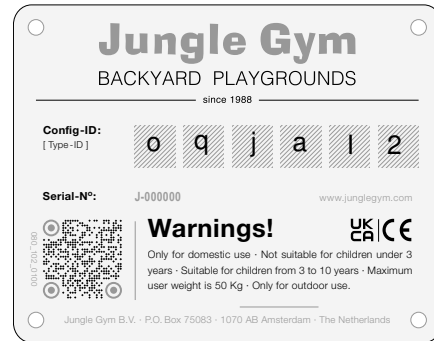 Jungle Gym
BACKYARD PLAYGROUNDS
since 1988
Config-ID:
[ Type-ID ]
o q j a l 2
Serial-Nº: J-000000 www.junglegym.com
080_102_0100
Warnings!
UK CA CE
Only for domestic use · Not suitable for children under 3
years · Suitable for children from 3 to 10 years · Maximum
user weight is 50 Kg · Only for outdoor use.
Jungle Gym B.V. · P.O. Box 75083 · 1070 AB Amsterdam · The Netherlands